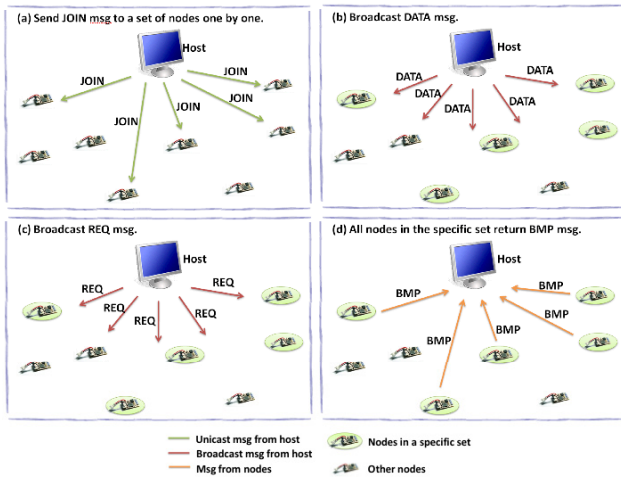 (a) Send JOIN msg to a set of nodes one by one.
Host
JOIN
JOIN
JOIN
JOIN
JOIN
(b) Broadcast DATA msg.
Host
DATA
DATA
DATA
DATA
DATA
(c) Broadcast REQ msg.
Host
REQ
REQ
REQ
REQ
REQ
(d) All nodes in the specific set return BMP msg.
Host
BMP
BMP
BMP
BMP
BMP
Unicast msg from host
Broadcast msg from host
Msg from nodes
Nodes in a specific set
Other nodes